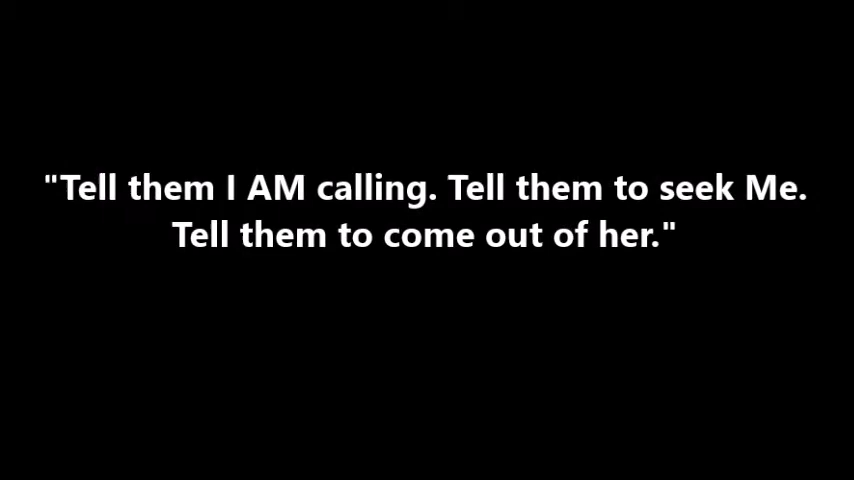 "Tell them I AM calling. Tell them to seek Me.
Tell them to come out of her."